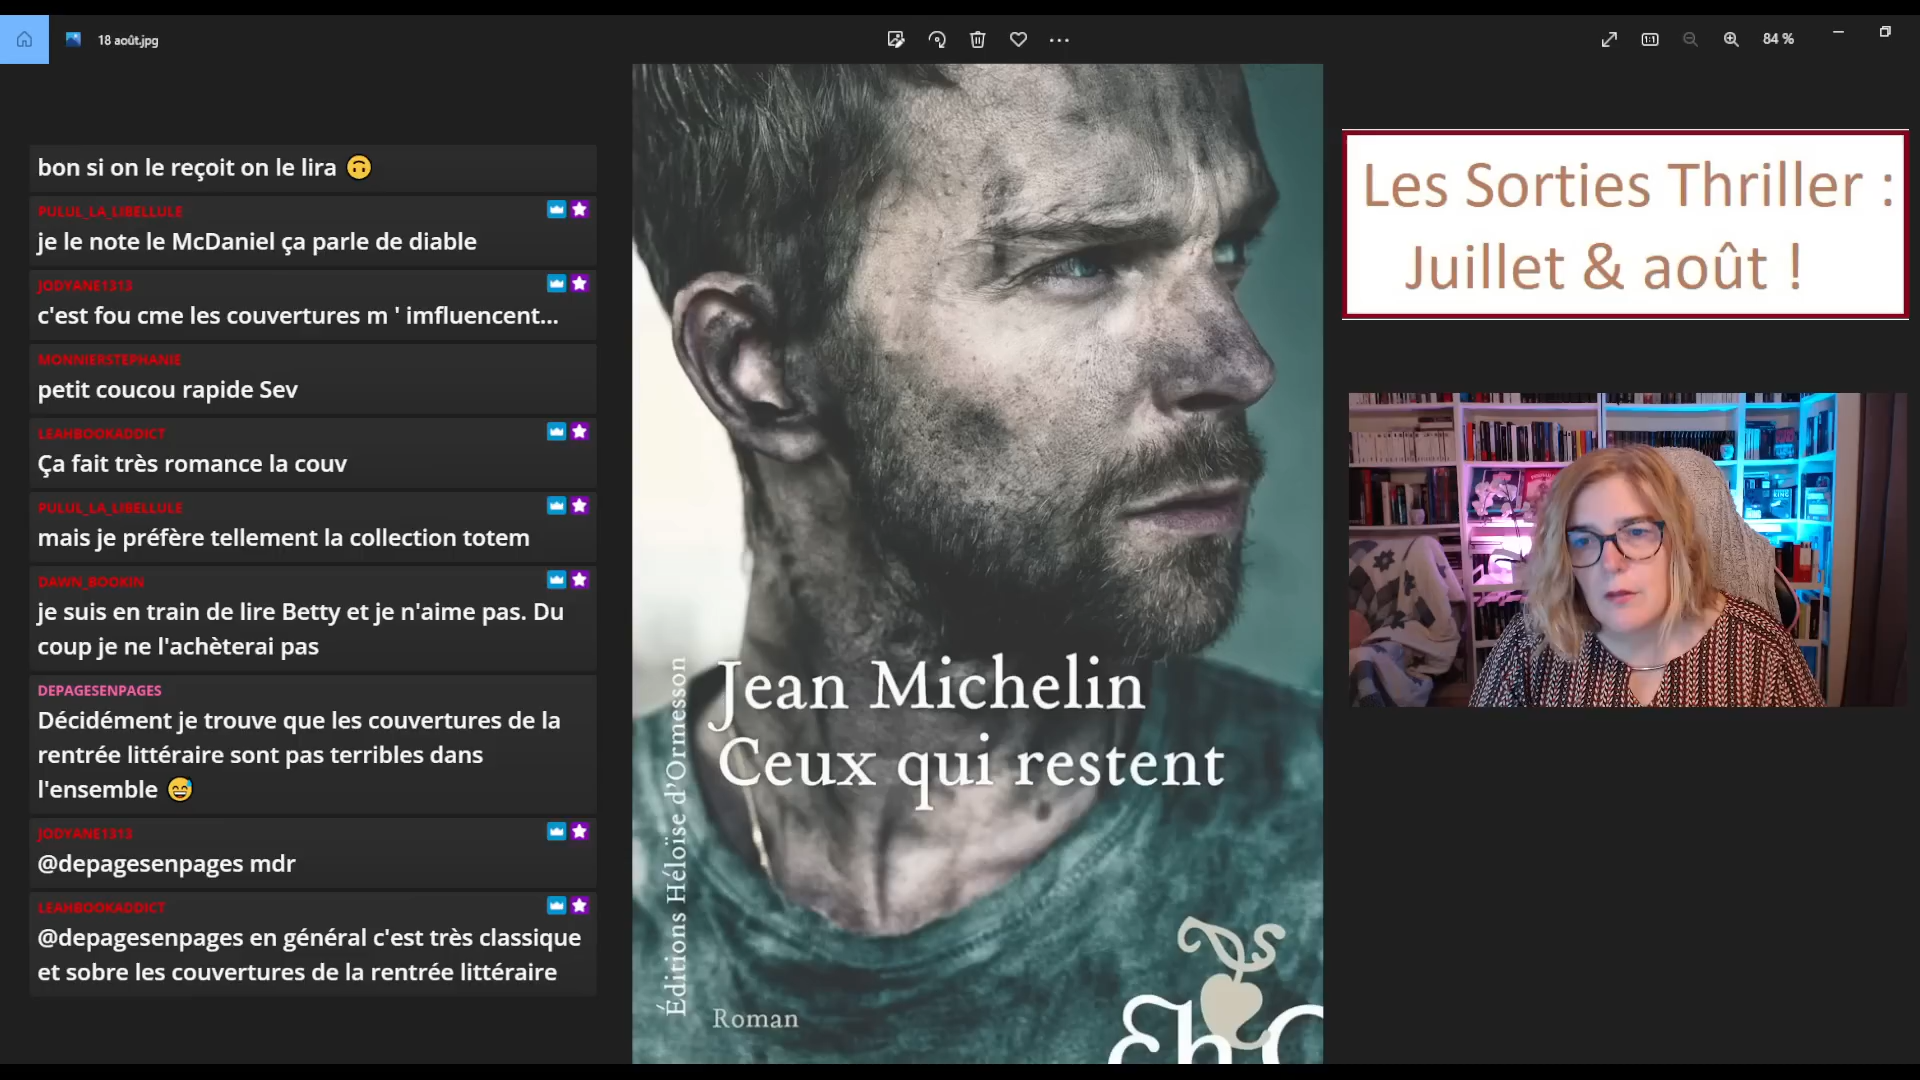 18 août.jpg
84 %
bon si on le reçoit on le lira 🙃
PULUL_LA_LIBELLULE
je le note le McDaniel ça parle de diable
JODYANE1313
c'est fou cme les couvertures m ' imfluencent...
MONNIERSTEPHANIE
petit coucou rapide Sev
LEAHBOOKADDICT
Ça fait très romance la couv
PULUL_LA_LIBELLULE
mais je préfère tellement la collection totem
DAWN_BOOKIN
je suis en train de lire Betty et je n'aime pas. Du
coup je ne l'achèterai pas
DEPAGESENPAGES
Décidément je trouve que les couvertures de la
rentrée littéraire sont pas terribles dans
l'ensemble 😅
JODYANE1313
@depagesenpages mdr
LEAHBOOKADDICT
@depagesenpages en général c'est très classique
et sobre les couvertures de la rentrée littéraire
Jean Michelin
Ceux qui restent
Éditions Héloïse d'Ormesson
Roman
Les Sorties Thriller :
Juillet & août !
KING